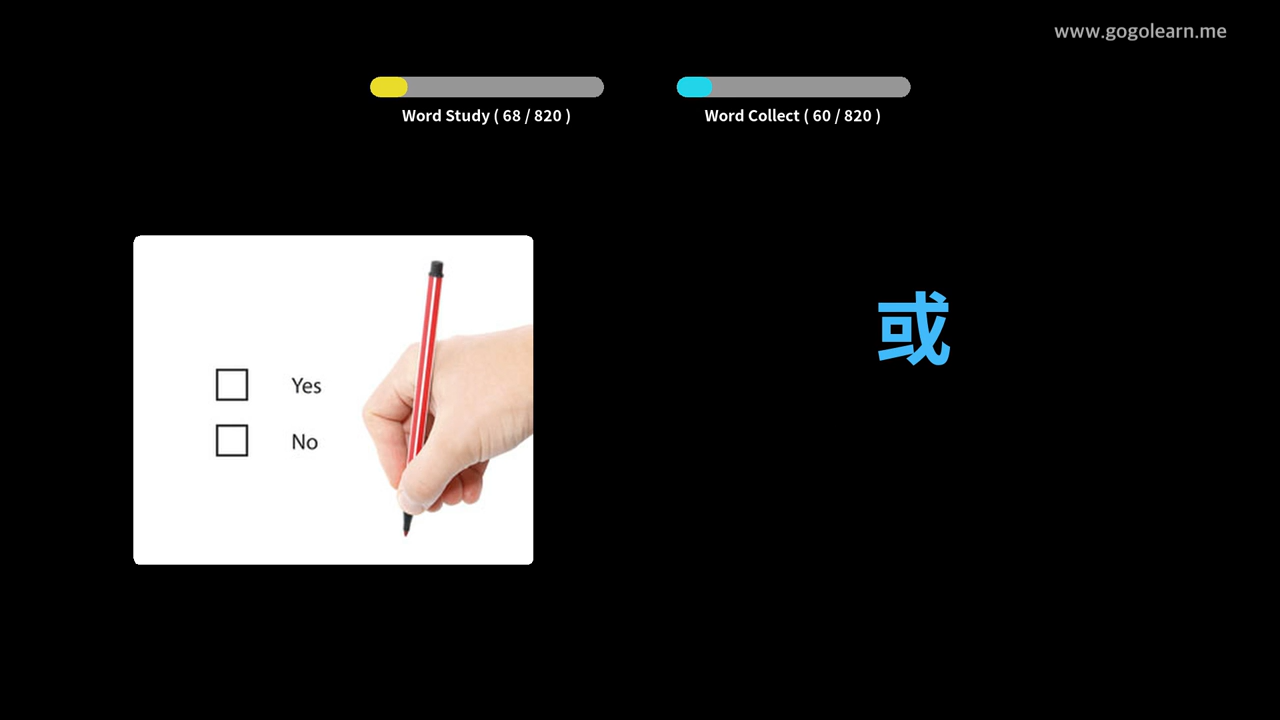 www.gogolearn.me
Word Study ( 68 / 820 )
Word Collect ( 60 / 820 )
Yes
No
或